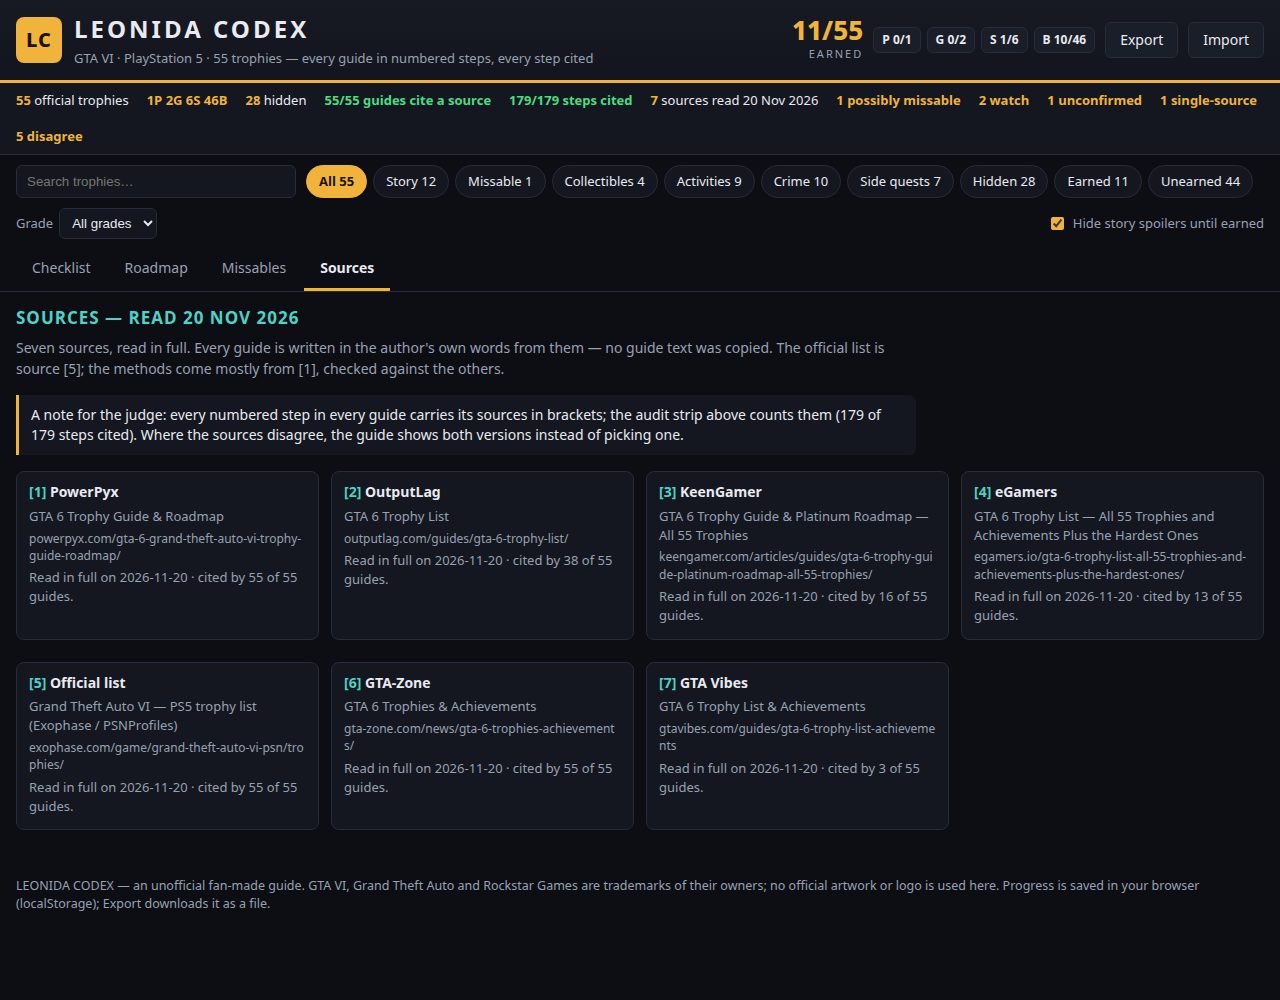 LC
LEONIDA CODEX
GTA VI · PlayStation 5 · 55 trophies — every guide in numbered steps, every step cited
11/55
EARNED
P 0/1
G 0/2
S 1/6
B 10/46
Export
Import
55 official trophies
1P 2G 6S 46B
28 hidden
55/55 guides cite a source
179/179 steps cited
7 sources read 20 Nov 2026
1 possibly missable
2 watch
1 unconfirmed
1 single-source
5 disagree
Search trophies…
All 55
Story 12
Missable 1
Collectibles 4
Activities 9
Crime 10
Side quests 7
Hidden 28
Earned 11
Unearned 44
Grade
All grades
Hide story spoilers until earned
Checklist
Roadmap
Missables
Sources
SOURCES — READ 20 NOV 2026
Seven sources, read in full. Every guide is written in the author's own words from them — no guide text was copied. The official list is
source [5]; the methods come mostly from [1], checked against the others.
A note for the judge: every numbered step in every guide carries its sources in brackets; the audit strip above counts them (179 of
179 steps cited). Where the sources disagree, the guide shows both versions instead of picking one.
[1] PowerPyx
GTA 6 Trophy Guide & Roadmap
powerpyx.com/gta-6-grand-theft-auto-vi-trophy-
guide-roadmap/
Read in full on 2026-11-20 · cited by 55 of 55
guides.
[2] OutputLag
GTA 6 Trophy List
outputlag.com/guides/gta-6-trophy-list/
Read in full on 2026-11-20 · cited by 38 of 55
guides.
[3] KeenGamer
GTA 6 Trophy Guide & Platinum Roadmap —
All 55 Trophies
keengamer.com/articles/guides/gta-6-trophy-gui
de-platinum-roadmap-all-55-trophies/
Read in full on 2026-11-20 · cited by 16 of 55
guides.
[4] eGamers
GTA 6 Trophy List — All 55 Trophies and
Achievements Plus the Hardest Ones
egamers.io/gta-6-trophy-list-all-55-trophies-and-
achievements-plus-the-hardest-ones/
Read in full on 2026-11-20 · cited by 13 of 55
guides.
[5] Official list
Grand Theft Auto VI — PS5 trophy list
(Exophase / PSNProfiles)
exophase.com/game/grand-theft-auto-vi-psn/tro
phies/
Read in full on 2026-11-20 · cited by 55 of 55
guides.
[6] GTA-Zone
GTA 6 Trophies & Achievements
gta-zone.com/news/gta-6-trophies-achievement
s/
Read in full on 2026-11-20 · cited by 55 of 55
guides.
[7] GTA Vibes
GTA 6 Trophy List & Achievements
gtavibes.com/guides/gta-6-trophy-list-achieveme
nts
Read in full on 2026-11-20 · cited by 3 of 55
guides.
LEONIDA CODEX — an unofficial fan-made guide. GTA VI, Grand Theft Auto and Rockstar Games are trademarks of their owners; no official artwork or logo is used here. Progress is saved in your browser
(localStorage); Export downloads it as a file.